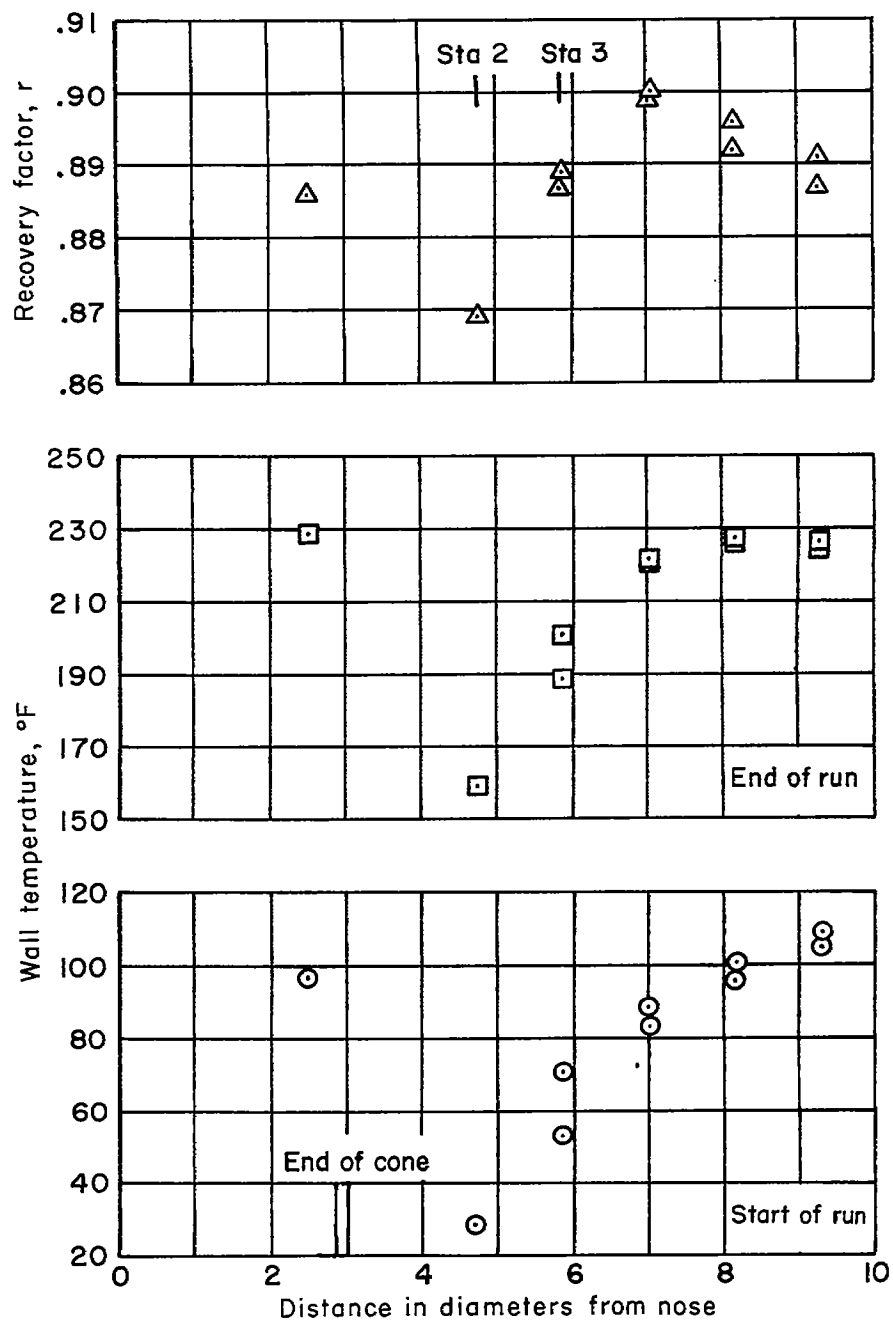 .91
.90
.89
.88
.87
.86
Recovery factor, r
Sta 2
Sta 3
250
230
210
190
170
150
End of run
Wall temperature, °F
120
100
80
60
40
20
End of cone
Start of run
0 2 4 6 8 10
Distance in diameters from nose